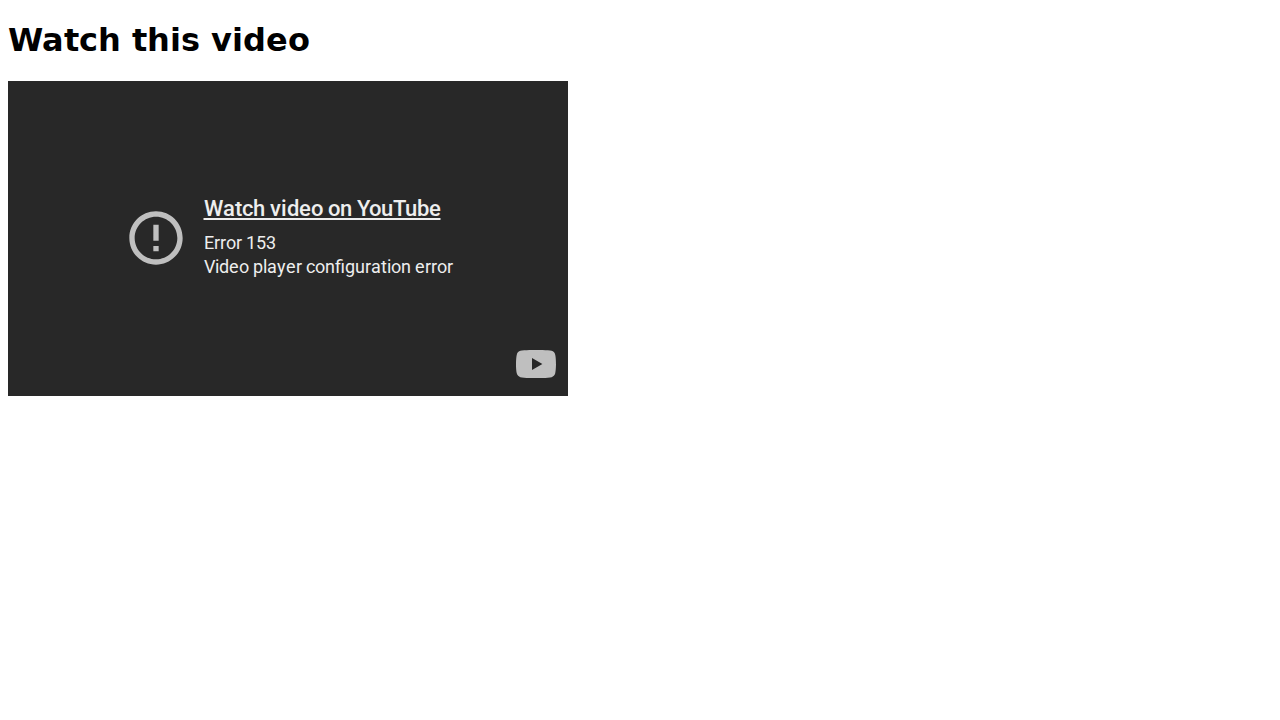 Watch this video
Watch video on YouTube
Error 153
Video player configuration error